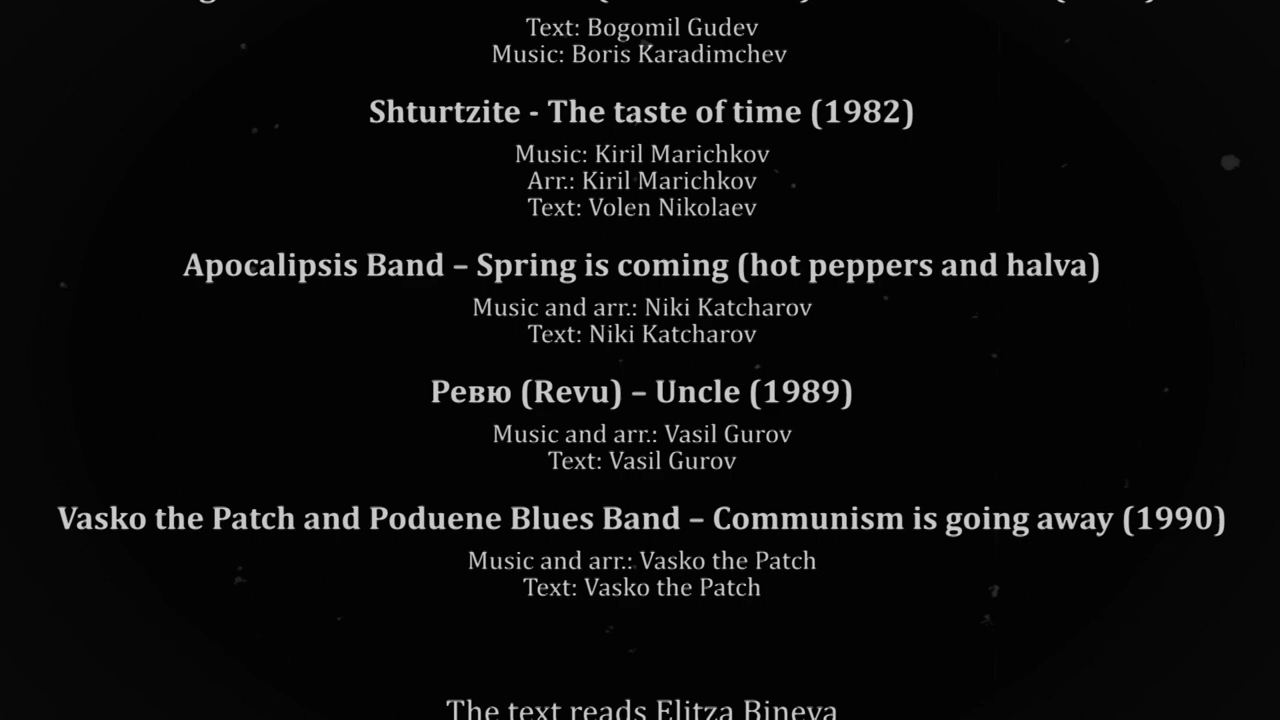 Text: Bogomil Gudev
Music: Boris Karadimchev
Shturtzite - The taste of time (1982)
Music: Kiril Marichkov
Arr.: Kiril Marichkov
Text: Volen Nikolaev
Apocalipsis Band – Spring is coming (hot peppers and halva)
Music and arr.: Niki Katcharov
Text: Niki Katcharov
Ревю (Revu) – Uncle (1989)
Music and arr.: Vasil Gurov
Text: Vasil Gurov
Vasko the Patch and Poduene Blues Band – Communism is going away (1990)
Music and arr.: Vasko the Patch
Text: Vasko the Patch
The text reads Elitza Bineva